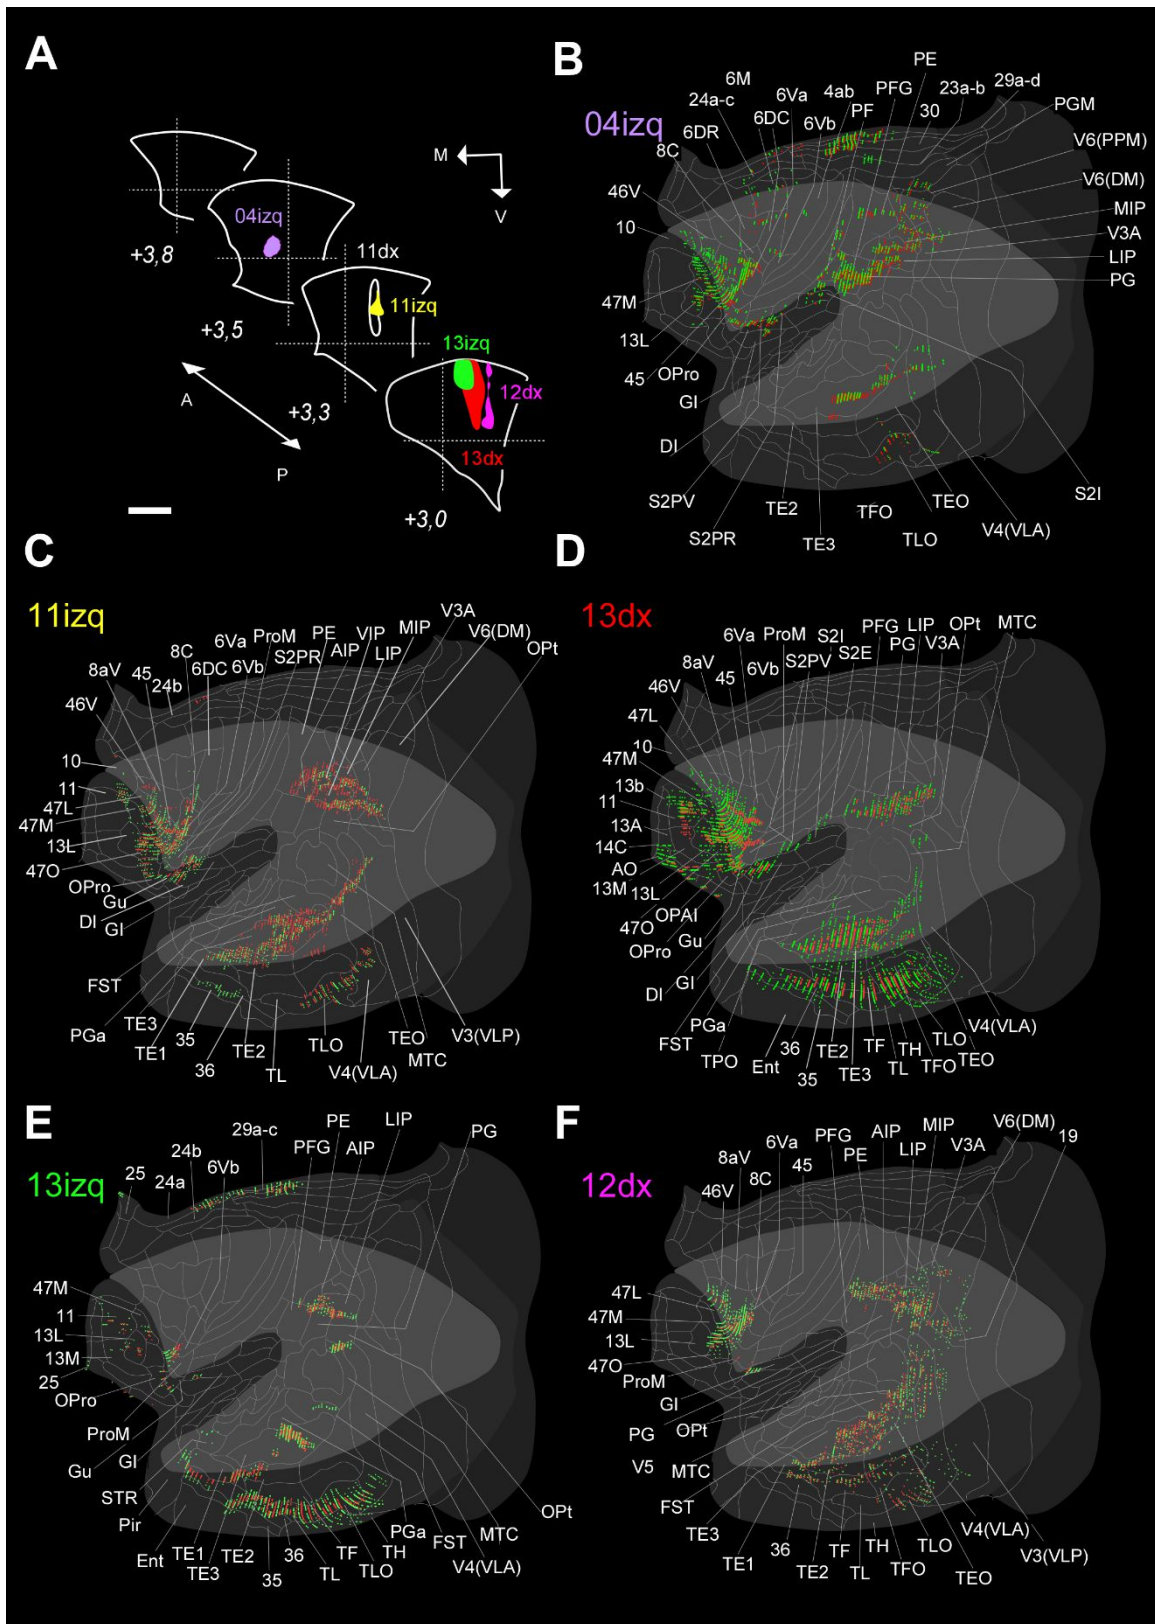 A
M
V
04izq
+3,8
11dx
11izq
+3,5
13izq
12dx
13dx
+3,3
A
P
+3,0
B
04izq
PE
6M
6Va
4ab
PFG
23a-b
29a-d
24a-c
6DC
6Vb
PF
30
PGM
6DR
8C
V6(PPM)
46V
V6(DM)
10
MIP
V3A
LIP
47M
PG
13L
45
OPro
GI
DI
S2PV
S2PR
TE2
TE3
TFO
TLO
TEO
V4(VLA)
S2I
C
11izq
V3A
MIP
V6(DM)
VIP
OPt
PE
AIP
LIP
ProM
S2PR
6Va
6Vb
8C
6DC
45
24b
8aV
46V
10
11
47L
47M
13L
47O
OPro
Gu
DI
GI
FST
PGa
TE3
TE1
35
36
TE2
TL
TLO
V4(VLA)
TEO
MTC
V3(VLP)
D
13dx
MTC
OPt
LIP
V3A
PFG
PG
S2I
S2E
ProM
S2PV
6Va
6Vb
45
8aV
46V
47L
10
47M
13b
11
13A
14C
AO
13M
13L
47O
OPAI
OPro
Gu
GI
DI
PGa
FST
TPO
Ent
36
35
TE2
TE3
TF
TL
TH
TFO
TLO
TEO
V4(VLA)
E
13izq
LIP
PE
AIP
PG
29a-c
PFG
24b
6Vb
25
24a
47M
11
13L
13M
25
OPro
ProM
GI
Gu
STR
Pir
Ent
TE1
TE3
TE2
35
36
TL
TF
TLO
TH
PGa
FST
V4(VLA)
MTC
OPt
F
12dx
V6(DM)
19
MIP
V3A
AIP
LIP
PFG
PE
6Va
45
8aV
8C
46V
47L
47M
13L
47O
ProM
GI
PG
OPt
V5
MTC
FST
TE3
TE1
36
TE2
TF
TL
TH
TFO
TLO
TEO
V4(VLA)
V3(VLP)